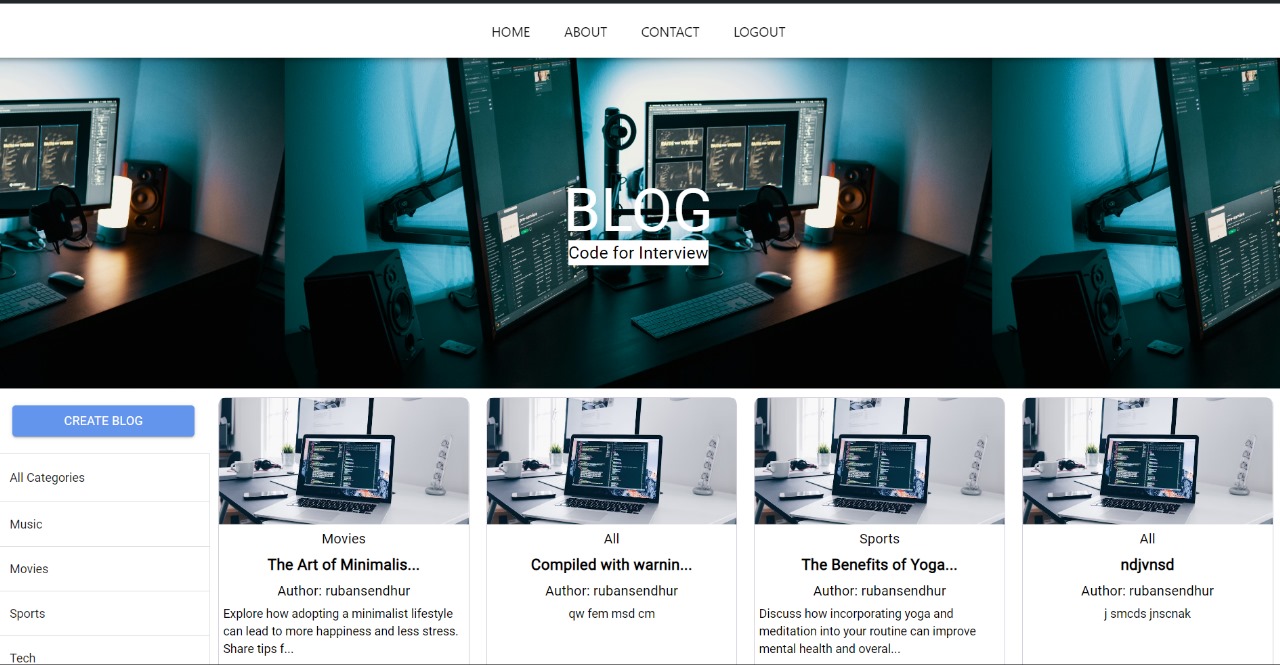 HOME ABOUT CONTACT LOGOUT
BLOG
Code for Interview
CREATE BLOG
All Categories
Music
Movies
Sports
Tech
Movies
The Art of Minimalis...
Author: rubansendhur
Explore how adopting a minimalist lifestyle
can lead to more happiness and less stress.
Share tips f...
All
Compiled with warnin...
Author: rubansendhur
qw fem msd cm
Sports
The Benefits of Yoga...
Author: rubansendhur
Discuss how incorporating yoga and
meditation into your routine can improve
mental health and overal...
All
ndjvnsd
Author: rubansendhur
j smcds jnscnak